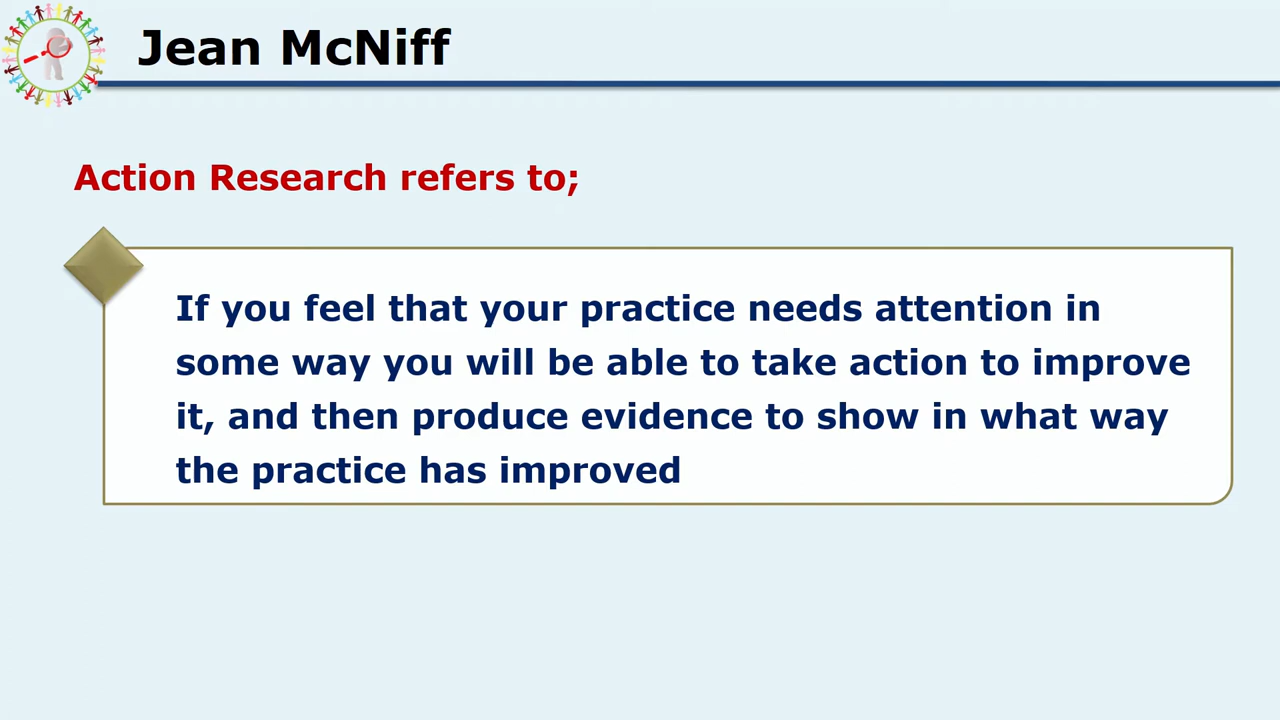 Jean McNiff
Action Research refers to;
If you feel that your practice needs attention in
some way you will be able to take action to improve
it, and then produce evidence to show in what way
the practice has improved